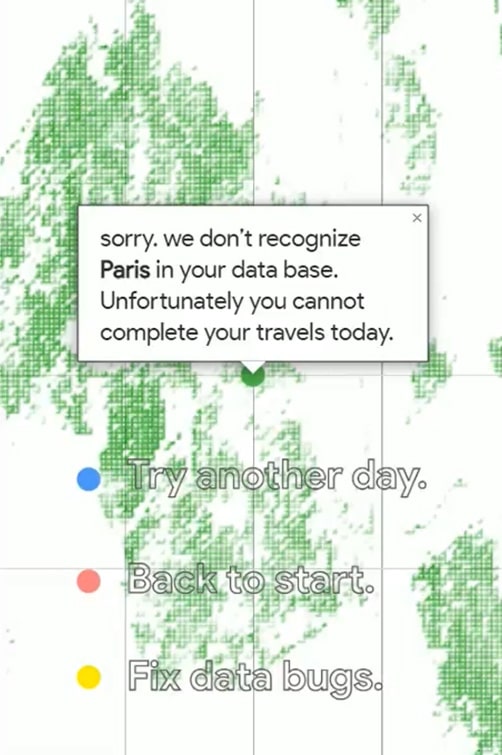 sorry. we don't recognize
Paris in your data base.
Unfortunately you cannot
complete your travels today.
Try another day.
Back to start.
Fix data bugs.